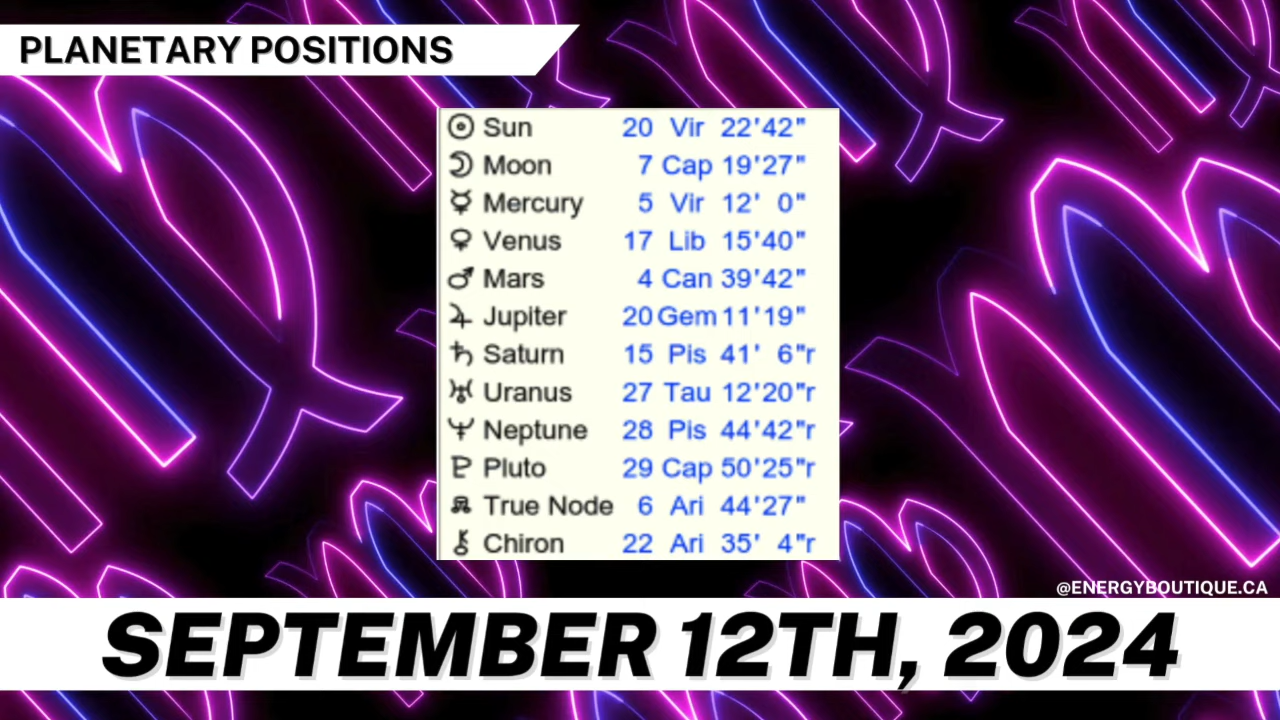 PLANETARY POSITIONS
Sun 20 Vir 22'42"
Moon 7 Cap 19'27"
Mercury 5 Vir 12' 0"
Venus 17 Lib 15'40"
Mars 4 Can 39'42"
Jupiter 20 Gem 11'19"
Saturn 15 Pis 41' 6"r
Uranus 27 Tau 12'20"r
Neptune 28 Pis 44'42"r
Pluto 29 Cap 50'25"r
True Node 6 Ari 44'27"
Chiron 22 Ari 35' 4"r
@ENERGYBOUTIQUE.CA
SEPTEMBER 12TH, 2024